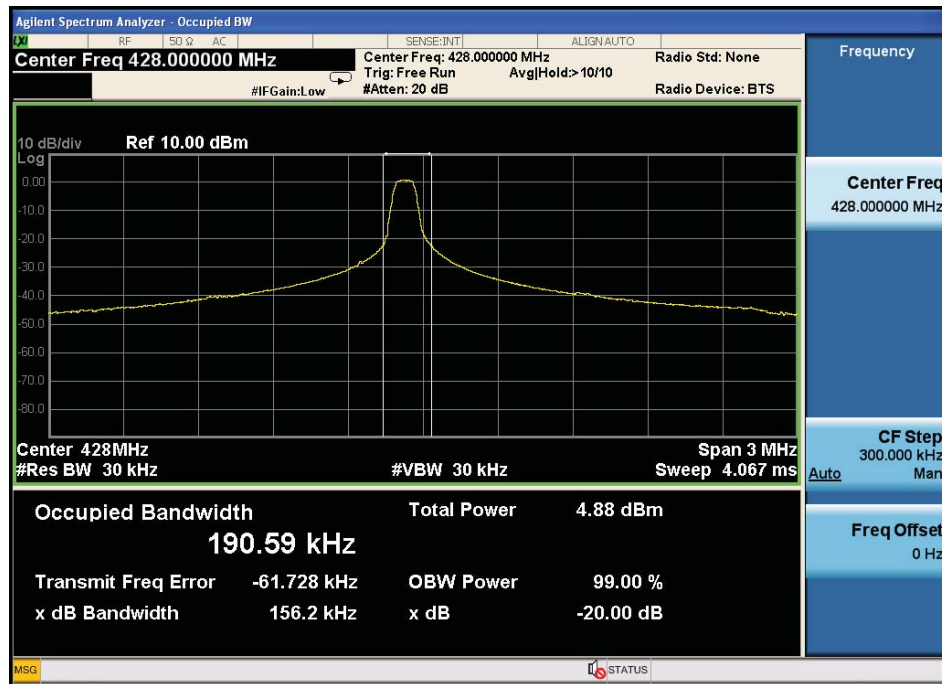 Agilent Spectrum Analyzer - Occupied BW
LXI RF 50 Ω AC SENSE:INT ALIGN AUTO
Center Freq 428.000000 MHz
Center Freq: 428.000000 MHz Radio Std: None
Trig: Free Run Avg|Hold:> 10/10
#IFGain:Low #Atten: 20 dB Radio Device: BTS
10 dB/div Ref 10.00 dBm
Log
0.00
-10.0
-20.0
-30.0
-40.0
-50.0
-60.0
-70.0
-80.0
Center 428MHz Span 3 MHz
#Res BW 30 kHz #VBW 30 kHz Sweep 4.067 ms
Occupied Bandwidth Total Power 4.88 dBm
190.59 kHz
Transmit Freq Error -61.728 kHz OBW Power 99.00 %
x dB Bandwidth 156.2 kHz x dB -20.00 dB
MSG STATUS
Frequency
Center Freq
428.000000 MHz
CF Step
300.000 kHz
Auto Man
Freq Offset
0 Hz